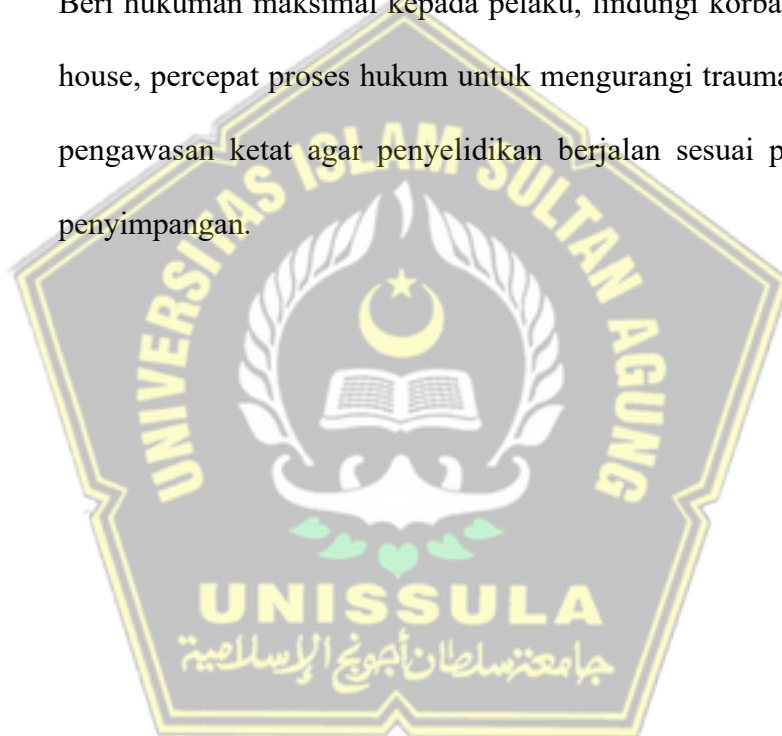 Beri hukuman maksimal kepada pelaku, lindungi korba
house, percepat proses hukum untuk mengurangi trauma
pengawasan ketat agar penyelidikan berjalan sesuai p
penyimpangan.
UNIVERSITAS ISLAM SULTAN AGUNG
UNISSULA
جامعة سلطان أجونج الإسلامية